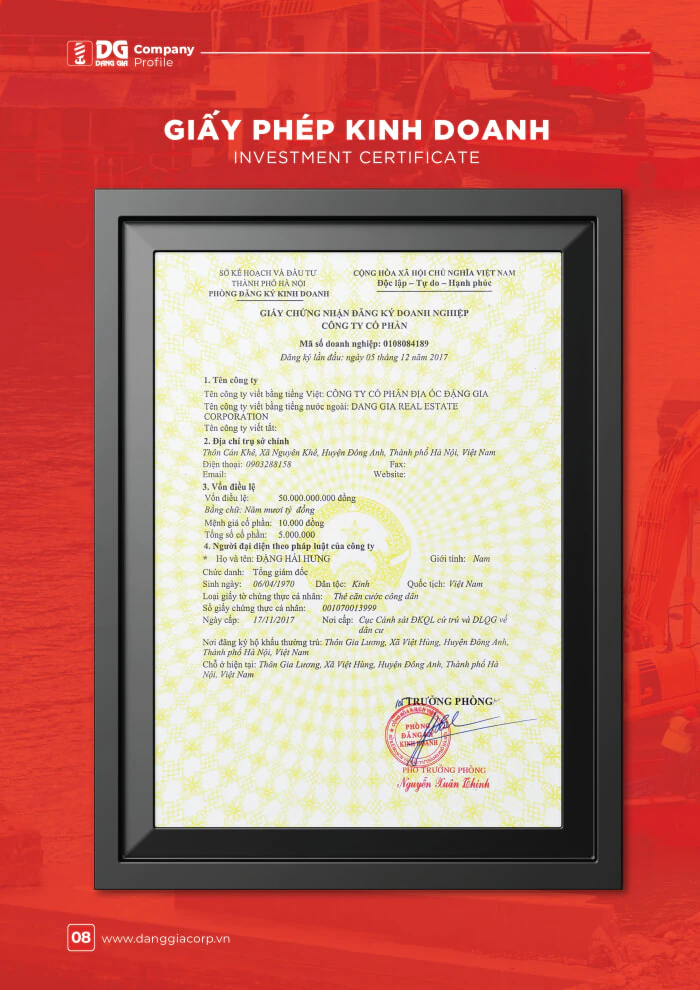 DG
DANG GIA
Company
Profile
GIẤY PHÉP KINH DOANH
INVESTMENT CERTIFICATE
SỞ KẾ HOẠCH VÀ ĐẦU TƯ
THÀNH PHỐ HÀ NỘI
PHÒNG ĐĂNG KÝ KINH DOANH
CỘNG HÒA XÃ HỘI CHỦ NGHĨA VIỆT NAM
Độc lập – Tự do – Hạnh phúc
GIẤY CHỨNG NHẬN ĐĂNG KÝ DOANH NGHIỆP
CÔNG TY CỔ PHẦN
Mã số doanh nghiệp: 0108084189
Đăng ký lần đầu: ngày 05 tháng 12 năm 2017
1. Tên công ty
Tên công ty viết bằng tiếng Việt: CÔNG TY CỔ PHẦN ĐỊA ỐC ĐẶNG GIA
Tên công ty viết bằng tiếng nước ngoài: DANG GIA REAL ESTATE
CORPORATION
Tên công ty viết tắt:
2. Địa chỉ trụ sở chính
Thôn Cán Khê, Xã Nguyên Khê, Huyện Đông Anh, Thành phố Hà Nội, Việt Nam
Điện thoại: 0903288158 Fax:
Email: Website:
3. Vốn điều lệ
Vốn điều lệ: 50.000.000.000 đồng
Bằng chữ: Năm mươi tỷ đồng
Mệnh giá cổ phần: 10.000 đồng
Tổng số cổ phần: 5.000.000
4. Người đại diện theo pháp luật của công ty
* Họ và tên: ĐẶNG HẢI HƯNG Giới tính: Nam
Chức danh: Tổng giám đốc
Sinh ngày: 06/04/1970 Dân tộc: Kinh Quốc tịch: Việt Nam
Loại giấy tờ chứng thực cá nhân: Thẻ căn cước công dân
Số giấy chứng thực cá nhân: 001070013999
Ngày cấp: 17/11/2017 Nơi cấp: Cục Cảnh sát ĐKQL cư trú và DLQG về
dân cư
Nơi đăng ký hộ khẩu thường trú: Thôn Gia Lương, Xã Việt Hùng, Huyện Đông Anh,
Thành phố Hà Nội, Việt Nam
Chỗ ở hiện tại: Thôn Gia Lương, Xã Việt Hùng, Huyện Đông Anh, Thành phố Hà
Nội, Việt Nam
TRƯỞNG PHÒNG
PHÒNG
ĐĂNG KÝ
KINH DOANH
PHÓ TRƯỞNG PHÒNG
Nguyễn Xuân Thinh
08
www.danggiacorp.vn